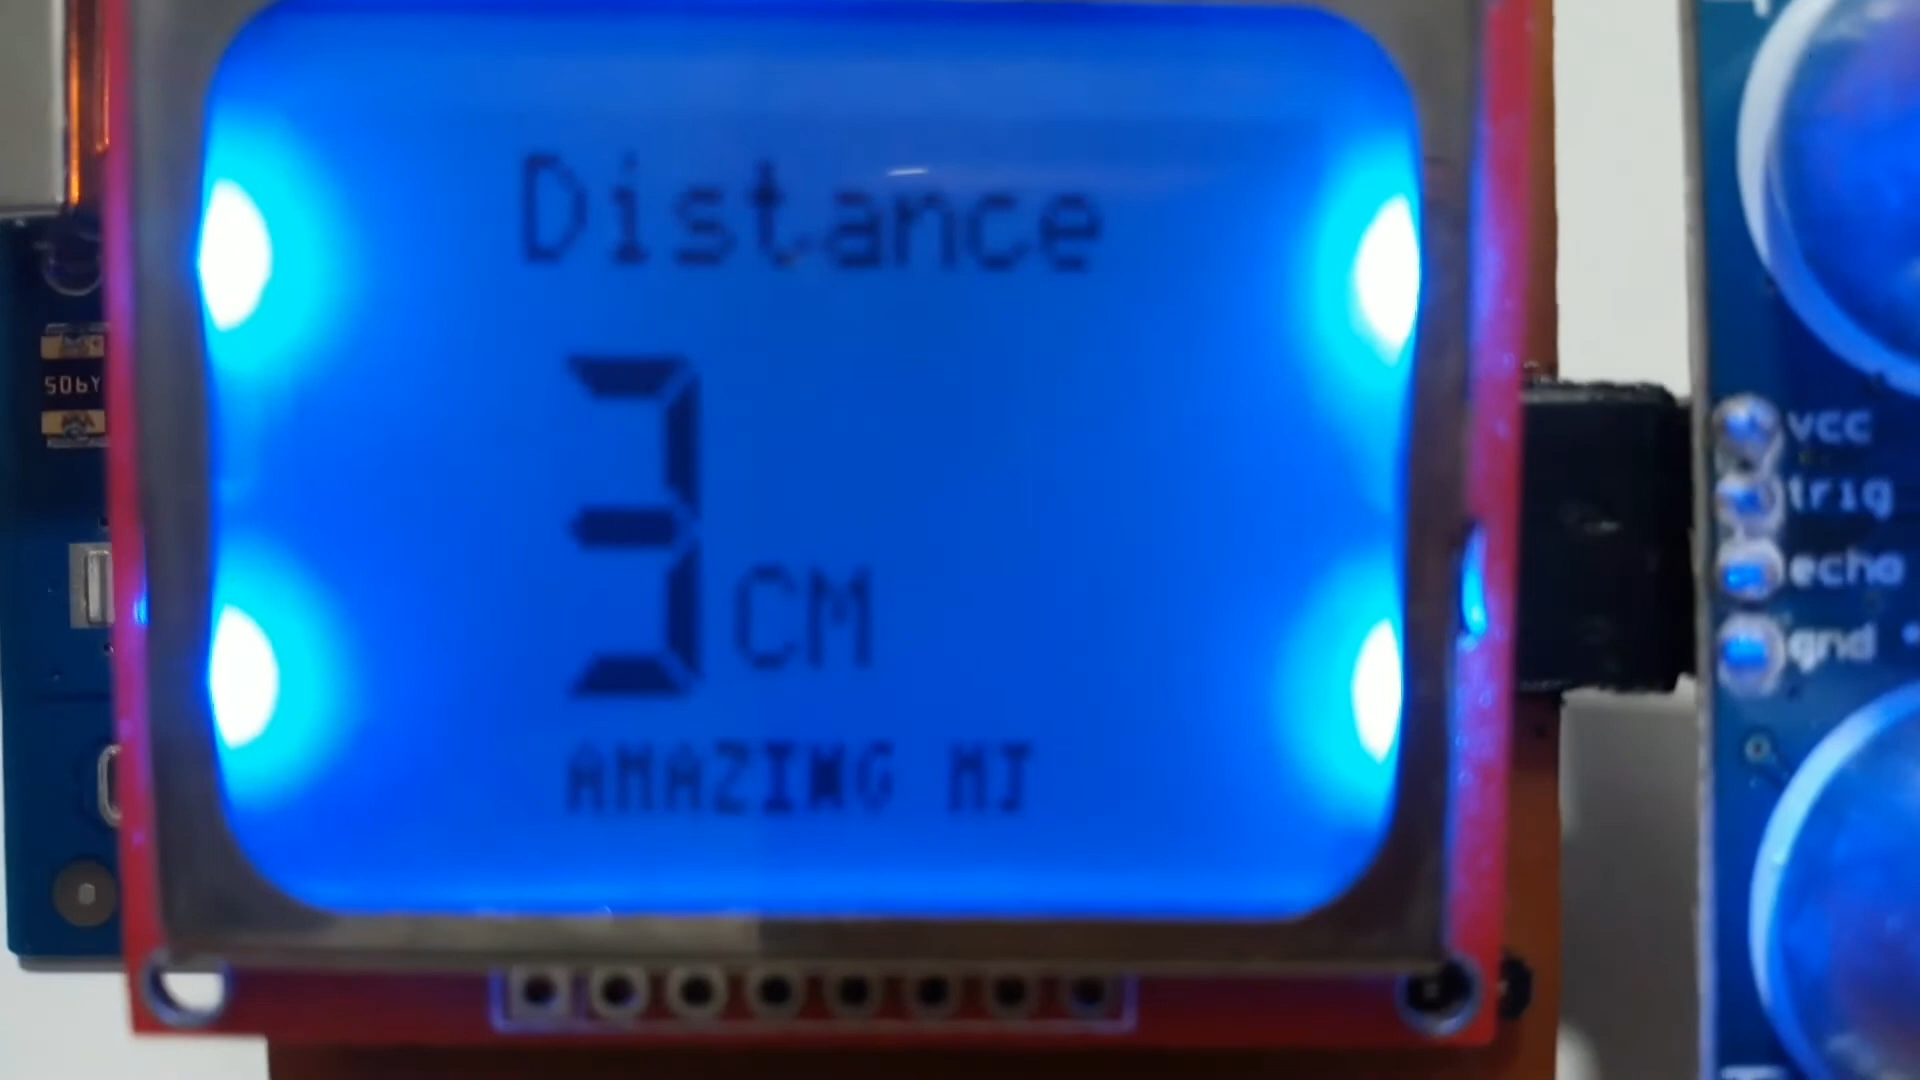 Distance
3 CM
AMAZING MJ
vcc
trig
echo
gnd